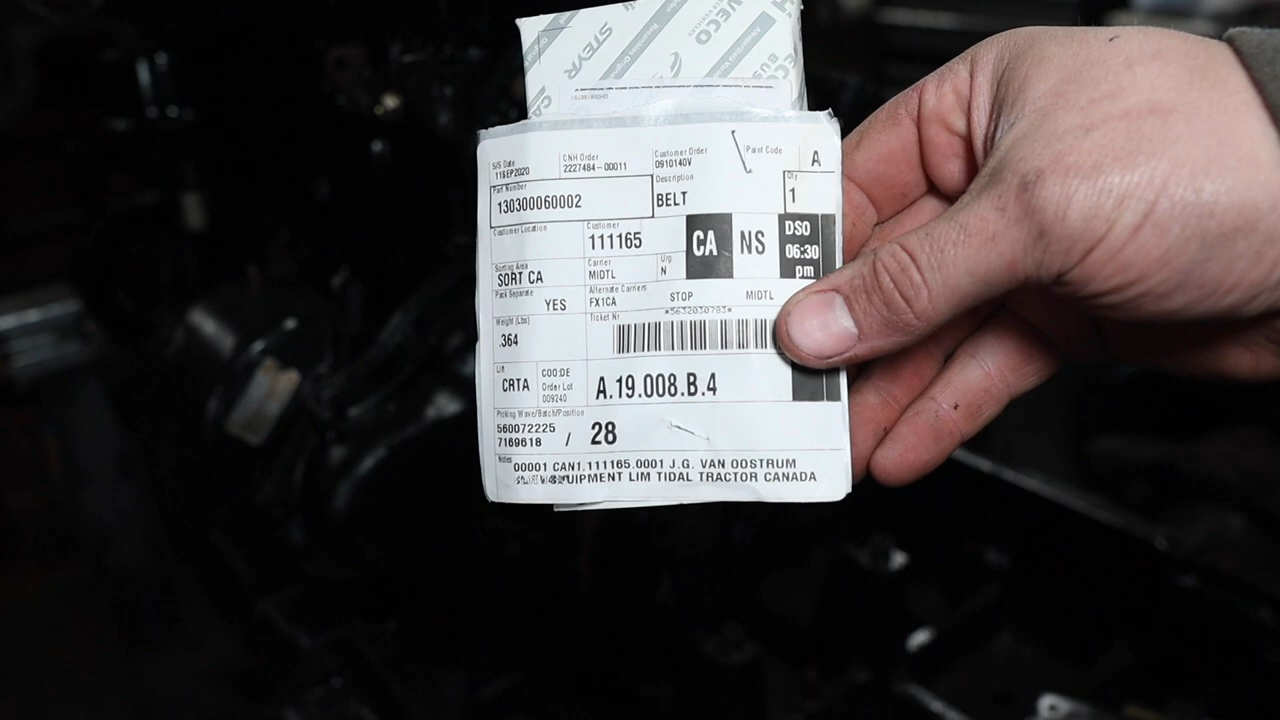 STEYR
IVECO
S/S Date
11SEP2020
CNH Order
2227484-00011
Customer Order
0910140V
Paint Code
A
Part Number
130300060002
Description
BELT
Qty
1
Customer Location
Customer
111165
CA
NS
DSO
06:30
pm
Sorting Area
SORT CA
Carrier
MIDTL
Urg
N
Pack Separate
YES
Alternate Carriers
FX1CA
STOP
MIDTL
Weight (Lbs)
.364
Ticket Nr
*5632030783*
Lift
CRTA
COO:DE
Order Lot
009240
A.19.008.B.4
Picking Wave/Batch/Position
560072225
7169618 / 28
Notes
00001 CAN1.111165.0001 J.G. VAN OOSTRUM
EQUIPMENT LIM TIDAL TRACTOR CANADA